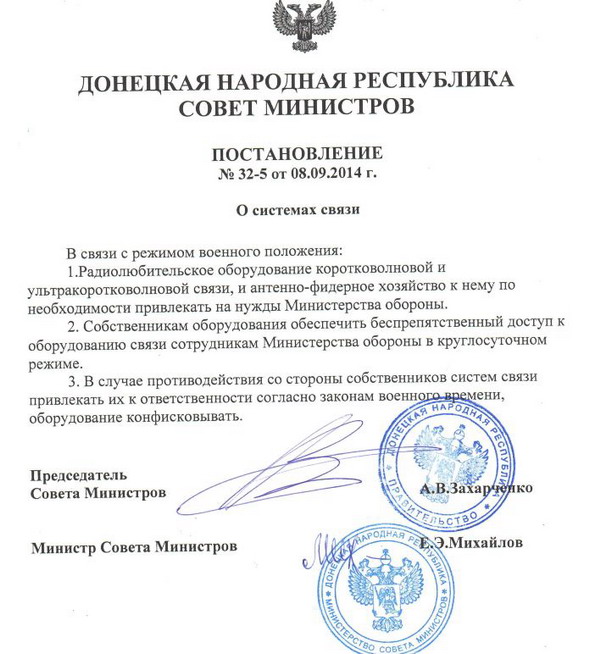 ДОНЕЦКАЯ НАРОДНАЯ РЕСПУБЛИКА
СОВЕТ МИНИСТРОВ
ПОСТАНОВЛЕНИЕ
№ 32-5 от 08.09.2014 г.
О системах связи
В связи с режимом военного положения:
1.Радиолюбительское оборудование коротковолновой и
ультракоротковолновой связи, и антенно-фидерное хозяйство к нему по
необходимости привлекать на нужды Министерства обороны.
2. Собственникам оборудования обеспечить беспрепятственный доступ к
оборудованию связи сотрудникам Министерства обороны в круглосуточном
режиме.
3. В случае противодействия со стороны собственников систем связи
привлекать их к ответственности согласно законам военного времени,
оборудование конфисковывать.
Председатель
Совета Министров
А.В.Захарченко
ДОНЕЦКАЯ НАРОДНАЯ РЕСПУБЛИКА
ПРАВИТЕЛЬСТВО
Министр Совета Министров
Е.Э.Михайлов
ДОНЕЦКАЯ НАРОДНАЯ РЕСПУБЛИКА
МИНИСТЕРСТВО СОВЕТА МИНИСТРОВ